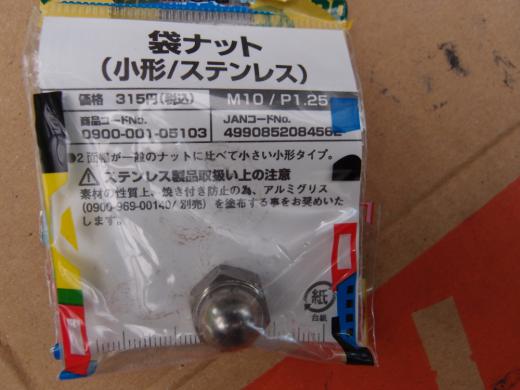 袋ナット
(小形/ステンレス)
価格 315円(税込) M10 / P1.25
商品コードNo. JANコードNo.
0900-001-05103 4990852084562
●2面幅が一般のナットに比べて小さい小形タイプ。
⚠ステンレス製品取扱い上の注意
素材の性質上、焼き付き防止の為、アルミグリス
(0900-969-00140/別売)を塗布する事をお奨めいた
します。
紙
台紙